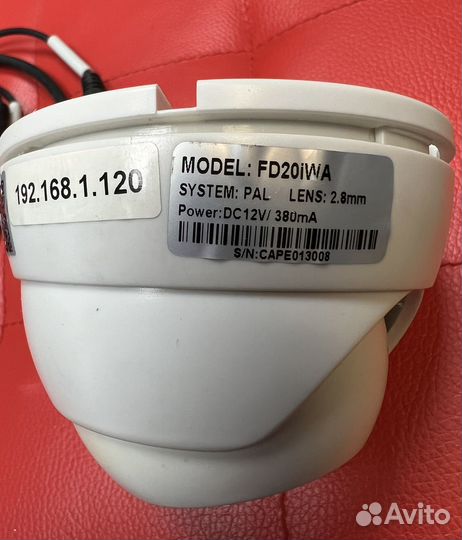 192.168.1.120
MODEL: FD20iWA
SYSTEM: PAL LENS: 2.8mm
Power:DC12V/ 380mA
S/N:CAPE013008
Avito